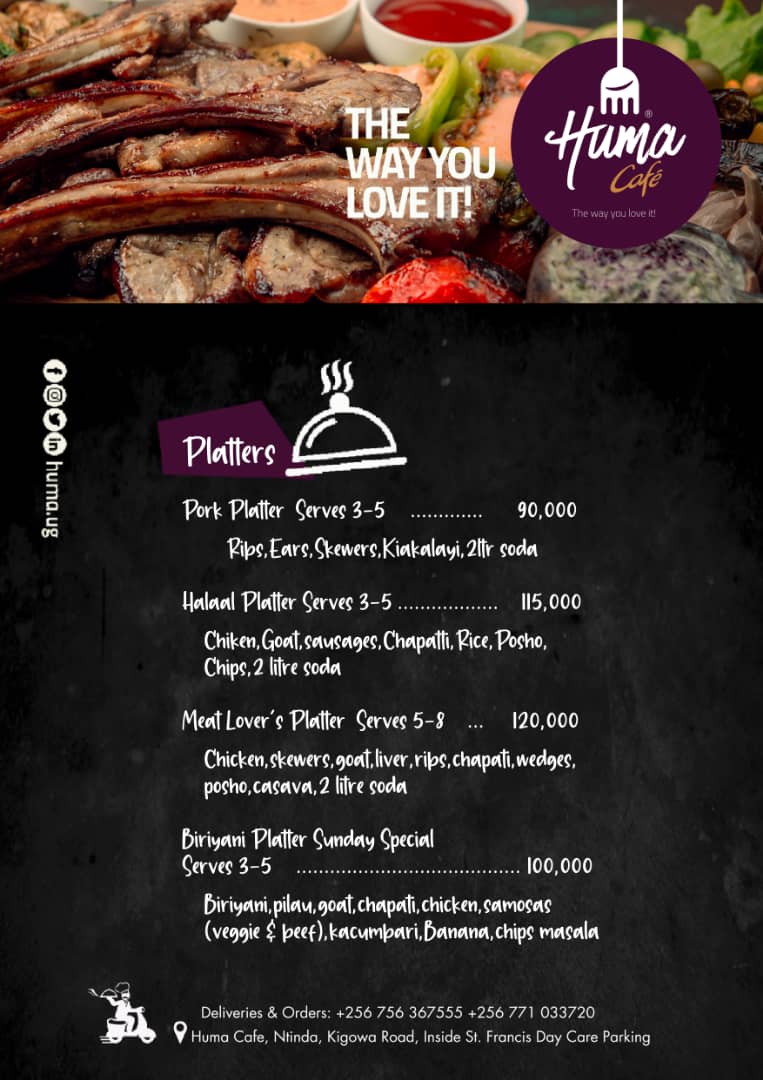 THE
WAY YOU
LOVE IT!
Huma®
Café
The way you love it!
huma.ug
Platters
Pork Platter Serves 3-5 ............. 90,000
Ribs,Ears,Skewers,Kiakalayi,2ltr soda
Halaal Platter Serves 3-5 .................. 115,000
Chiken,Goat,sausages,Chapatti,Rice,Posho,
Chips,2 litre soda
Meat Lover's Platter Serves 5-8 ... 120,000
Chicken,skewers,goat,liver,ribs,chapati,wedges,
posho,casava,2 litre soda
Biriyani Platter Sunday Special
Serves 3-5 ........................................ 100,000
Biriyani,pilau,goat,chapati,chicken,samosas
(veggie & beef),kacumbari,Banana,chips masala
Deliveries & Orders: +256 756 367555 +256 771 033720
Huma Cafe, Ntinda, Kigowa Road, Inside St. Francis Day Care Parking